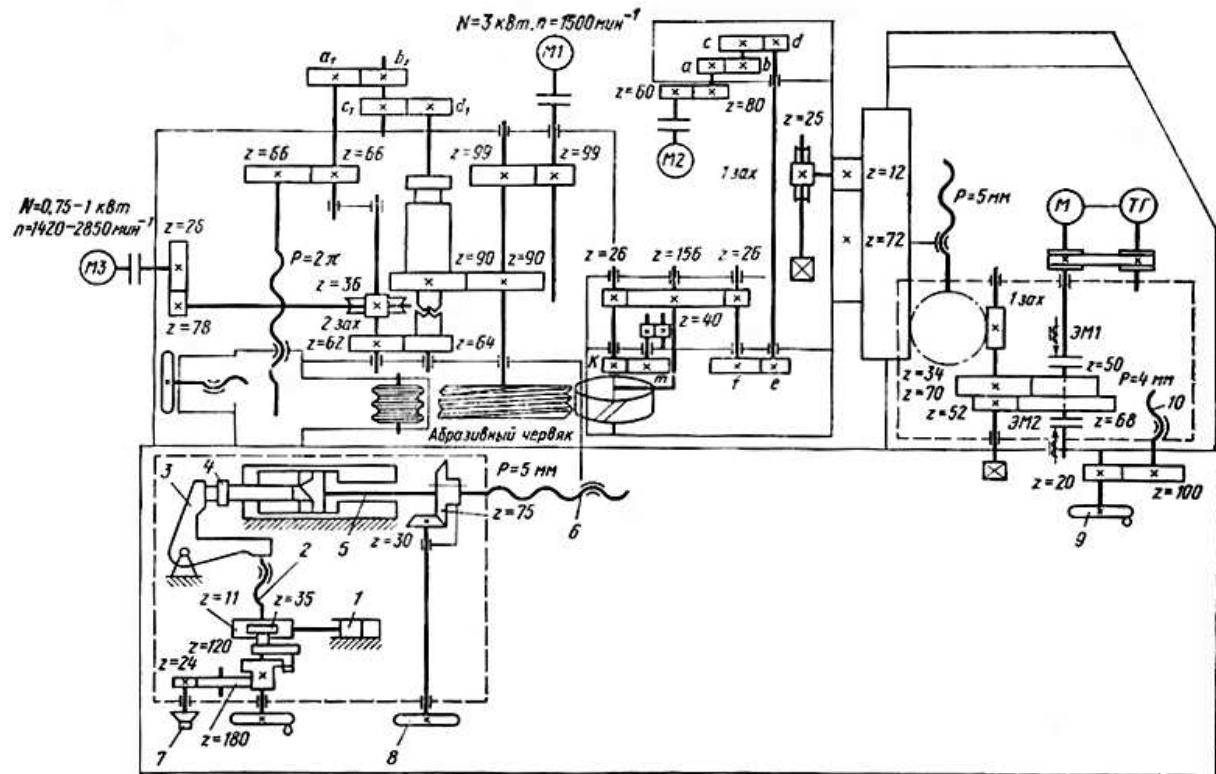 N=3 кВт. n=1500 мин⁻¹
M1
a₁
b₁
c₁
d₁
c
d
a
b
z=60
z=80
M2
z=25
1 зах
z=66
z=66
z=99
z=99
N=0,75-1 кВт
n=1420-2850 мин⁻¹
M3
z=26
P=2π
z=36
2 зах
z=78
z=62
z=64
z=90
z=90
z=26
z=156
z=26
z=40
K
m
f
e
z=12
z=72
P=5 мм
M
ТГ
1 зах
ЭМ1
z=50
z=34
z=70
z=52
ЭМ2
z=68
P=4 мм
10
z=20
z=100
9
Абразивный червяк
3
4
P=5 мм
z=75
6
z=30
5
2
z=11
z=35
1
z=120
z=24
z=180
7
8